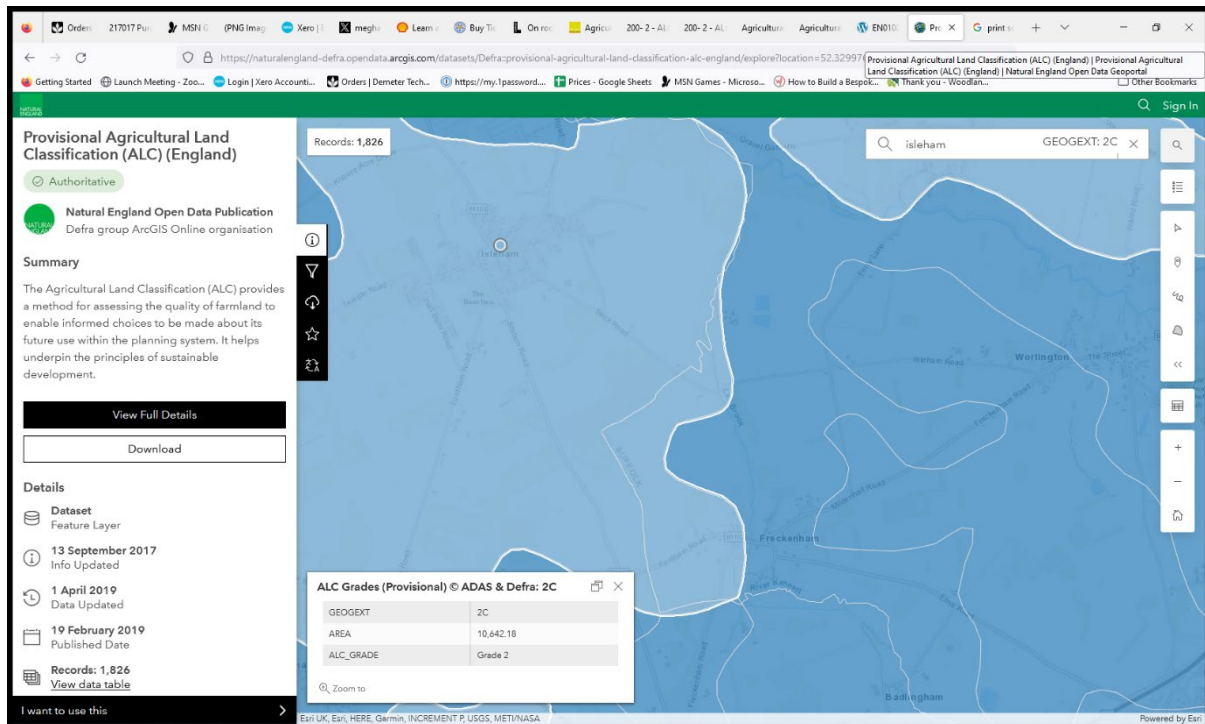 Orders
217017 Pur
MSN G
(PNG Imag
Xero |
megha
Learn
Buy Tic
On roc
Agricul
200- 2 - AL
200- 2 - AL
Agricultura
Agricultura
EN010
Pro
print s
https://naturalengland-defra.opendata.arcgis.com/datasets/Defra:provisional-agricultural-land-classification-alc-england/explore?location=52.32997
Provisional Agricultural Land Classification (ALC) (England) | Provisional Agricultural
Land Classification (ALC) (England) | Natural England Open Data Geoportal
Getting Started
Launch Meeting - Zoo...
Login | Xero Accounti...
Orders | Demeter Tech...
https://my.1password....
Prices - Google Sheets
MSN Games - Microso...
How to Build a Bespok...
Thank you - Woodlan...
Other Bookmarks
NATURAL
ENGLAND
Sign In
Provisional Agricultural Land
Classification (ALC) (England)
Authoritative
Natural England Open Data Publication
Defra group ArcGIS Online organisation
Summary
The Agricultural Land Classification (ALC) provides
a method for assessing the quality of farmland to
enable informed choices to be made about its
future use within the planning system. It helps
underpin the principles of sustainable
development.
View Full Details
Download
Details
Dataset
Feature Layer
13 September 2017
Info Updated
1 April 2019
Data Updated
19 February 2019
Published Date
Records: 1,826
View data table
I want to use this
Records: 1,826
isleham
GEOGEXT: 2C
Isleham
Worlington
Freckenham
River Kennett
Badlingham
SUFFOLK
ALC Grades (Provisional) © ADAS & Defra: 2C
GEOGEXT 2C
AREA 10,642.18
ALC_GRADE Grade 2
Zoom to
Esri UK, Esri, HERE, Garmin, INCREMENT P, USGS, METI/NASA
Powered by Esri